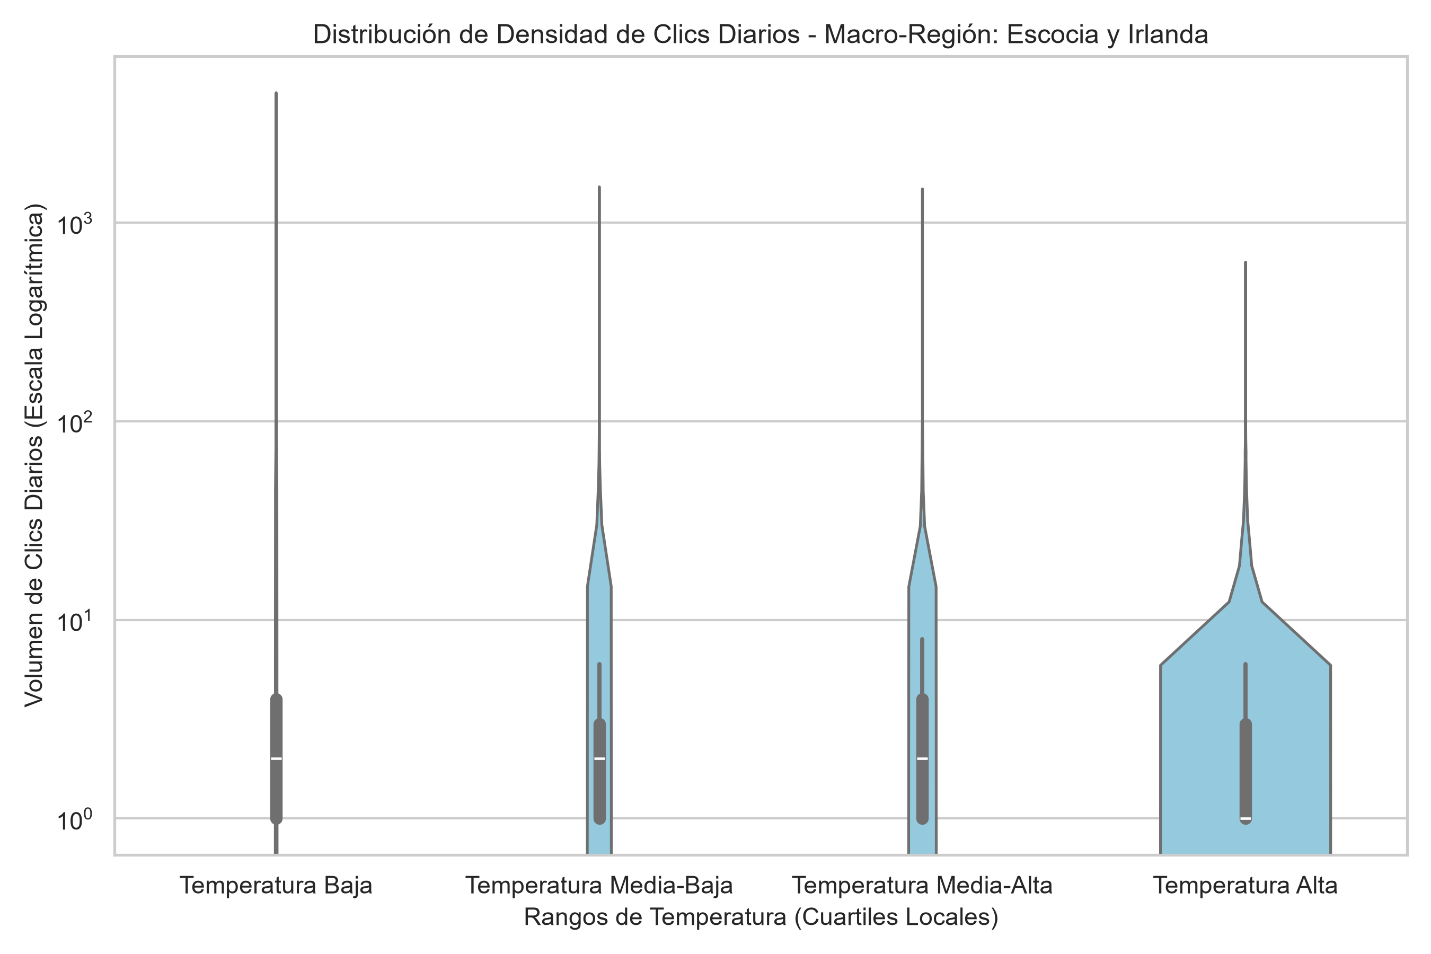 Distribución de Densidad de Clics Diarios - Macro-Región: Escocia y Irlanda
Volumen de Clics Diarios (Escala Logarítmica)
10³
10²
10¹
10⁰
Temperatura Baja
Temperatura Media-Baja
Temperatura Media-Alta
Temperatura Alta
Rangos de Temperatura (Cuartiles Locales)